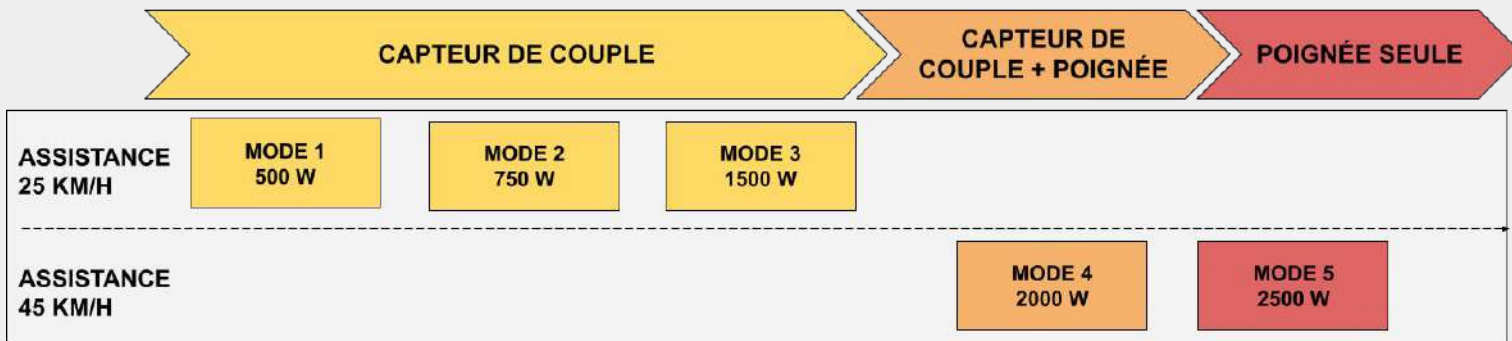 CAPTEUR DE COUPLE
CAPTEUR DE
COUPLE + POIGNÉE
POIGNÉE SEULE
ASSISTANCE
25 KM/H
MODE 1
500 W
MODE 2
750 W
MODE 3
1500 W
ASSISTANCE
45 KM/H
MODE 4
2000 W
MODE 5
2500 W